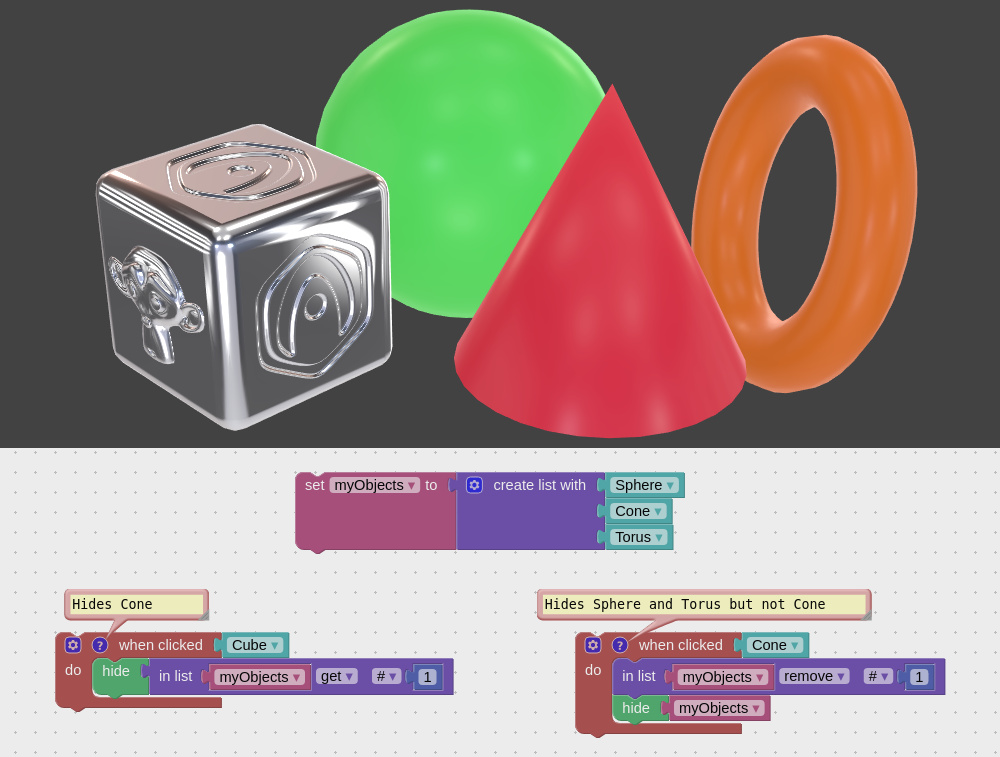 set myObjects ▾ to create list with Sphere ▾
Cone ▾
Torus ▾
Hides Cone
? when clicked Cube ▾
do hide in list myObjects ▾ get ▾ # ▾ 1
Hides Sphere and Torus but not Cone
? when clicked Cone ▾
do in list myObjects ▾ remove ▾ # ▾ 1
hide myObjects ▾